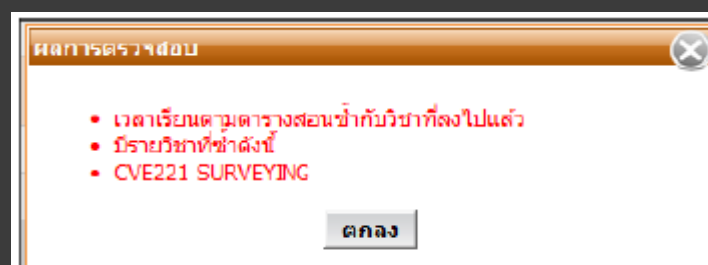 ผลการตรวจสอบ
เวลาเรียนตามตารางสอนซ้ำกับวิชาที่ลงไปแล้ว
มีรายวิชาที่ซ้ำดังนี้
CVE221 SURVEYING
ตกลง